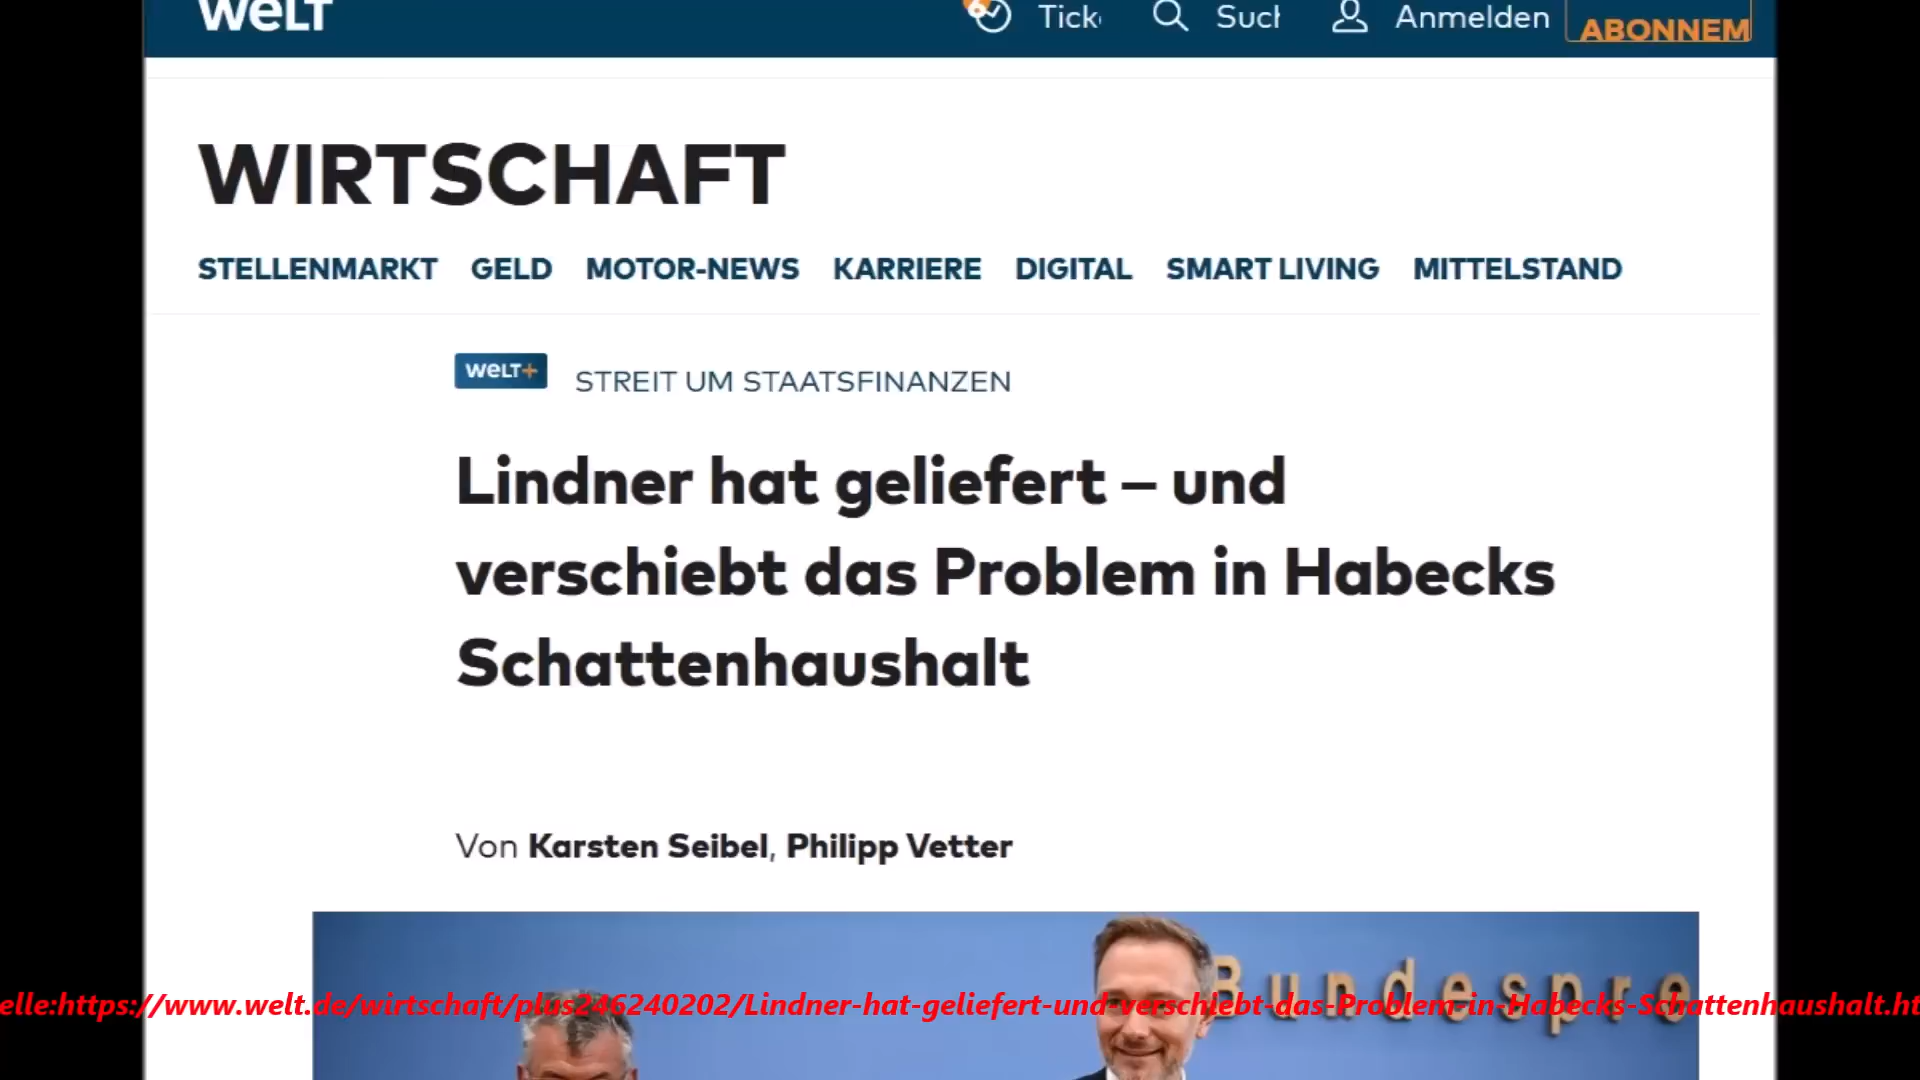 WELT Tick Such Anmelden ABONNEM
WIRTSCHAFT
STELLENMARKT GELD MOTOR-NEWS KARRIERE DIGITAL SMART LIVING MITTELSTAND
WELT+ STREIT UM STAATSFINANZEN
Lindner hat geliefert – und
verschiebt das Problem in Habecks
Schattenhaushalt
Von Karsten Seibel, Philipp Vetter
Bundespre
elle:https://www.welt.de/wirtschaft/plus246240202/Lindner-hat-geliefert-und-verschiebt-das-Problem-in-Habecks-Schattenhaushalt.ht